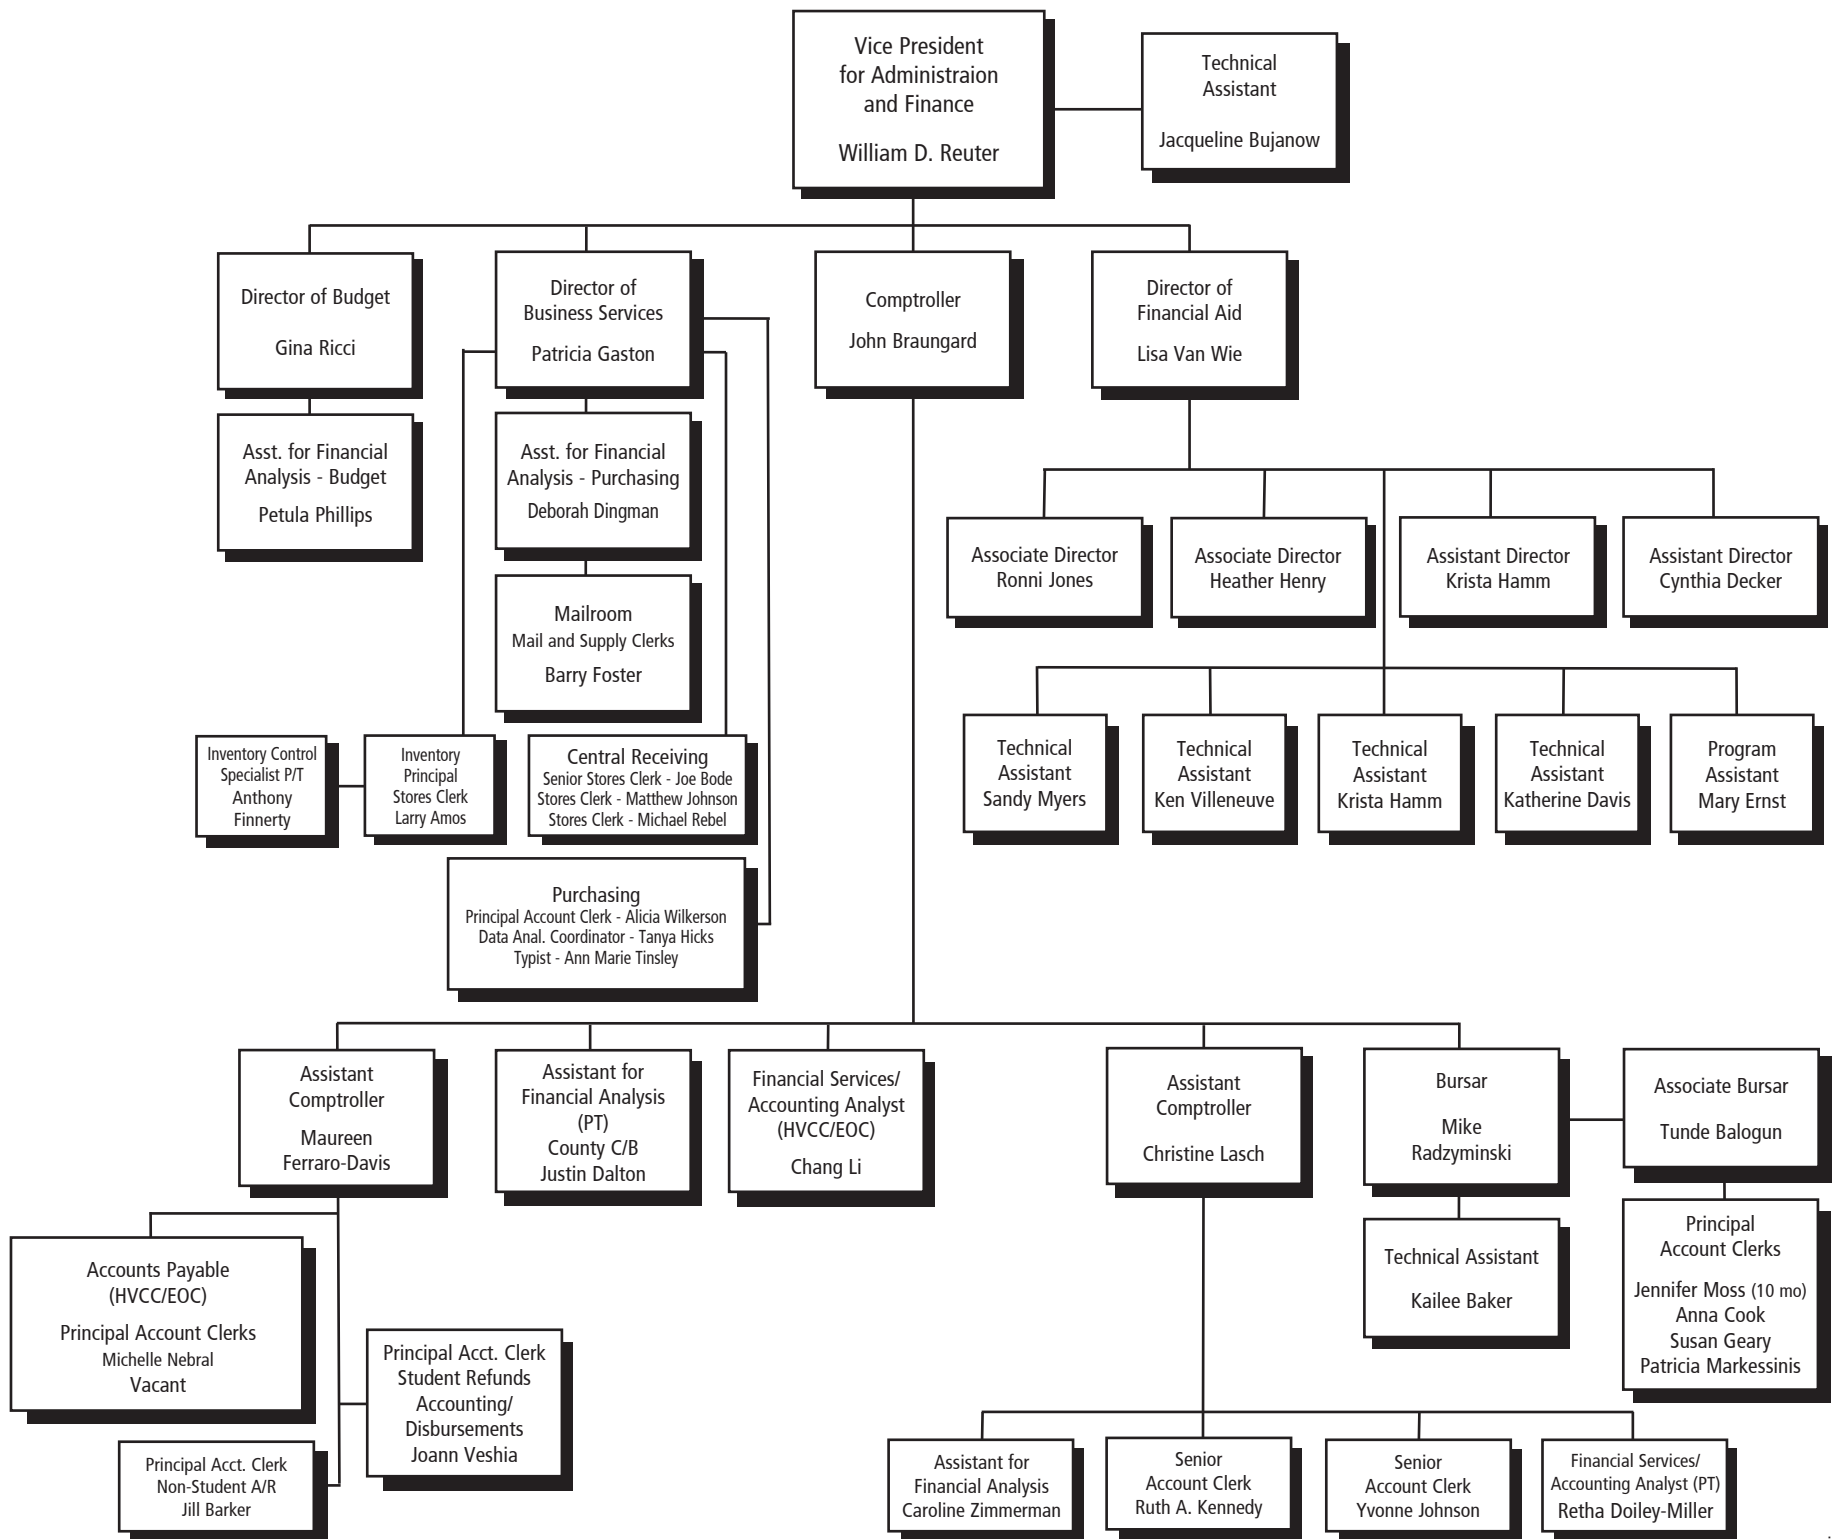 Vice President
for Administraion
and Finance
William D. Reuter
Technical
Assistant
Jacqueline Bujanow
Director of Budget
Gina Ricci
Director of
Business Services
Patricia Gaston
Comptroller
John Braungard
Director of
Financial Aid
Lisa Van Wie
Asst. for Financial
Analysis - Budget
Petula Phillips
Asst. for Financial
Analysis - Purchasing
Deborah Dingman
Mailroom
Mail and Supply Clerks
Barry Foster
Associate Director
Ronni Jones
Associate Director
Heather Henry
Assistant Director
Krista Hamm
Assistant Director
Cynthia Decker
Technical
Assistant
Sandy Myers
Technical
Assistant
Ken Villeneuve
Technical
Assistant
Krista Hamm
Technical
Assistant
Katherine Davis
Program
Assistant
Mary Ernst
Inventory Control
Specialist P/T
Anthony
Finnerty
Inventory
Principal
Stores Clerk
Larry Amos
Central Receiving
Senior Stores Clerk - Joe Bode
Stores Clerk - Matthew Johnson
Stores Clerk - Michael Rebel
Purchasing
Principal Account Clerk - Alicia Wilkerson
Data Anal. Coordinator - Tanya Hicks
Typist - Ann Marie Tinsley
Assistant
Comptroller
Maureen
Ferraro-Davis
Assistant for
Financial Analysis
(PT)
County C/B
Justin Dalton
Financial Services/
Accounting Analyst
(HVCC/EOC)
Chang Li
Assistant
Comptroller
Christine Lasch
Bursar
Mike
Radzyminski
Associate Bursar
Tunde Balogun
Accounts Payable
(HVCC/EOC)
Principal Account Clerks
Michelle Nebral
Vacant
Principal Acct. Clerk
Student Refunds
Accounting/
Disbursements
Joann Veshia
Principal Acct. Clerk
Non-Student A/R
Jill Barker
Technical Assistant
Kailee Baker
Principal
Account Clerks
Jennifer Moss (10 mo)
Anna Cook
Susan Geary
Patricia Markessinis
Assistant for
Financial Analysis
Caroline Zimmerman
Senior
Account Clerk
Ruth A. Kennedy
Senior
Account Clerk
Yvonne Johnson
Financial Services/
Accounting Analyst (PT)
Retha Doiley-Miller